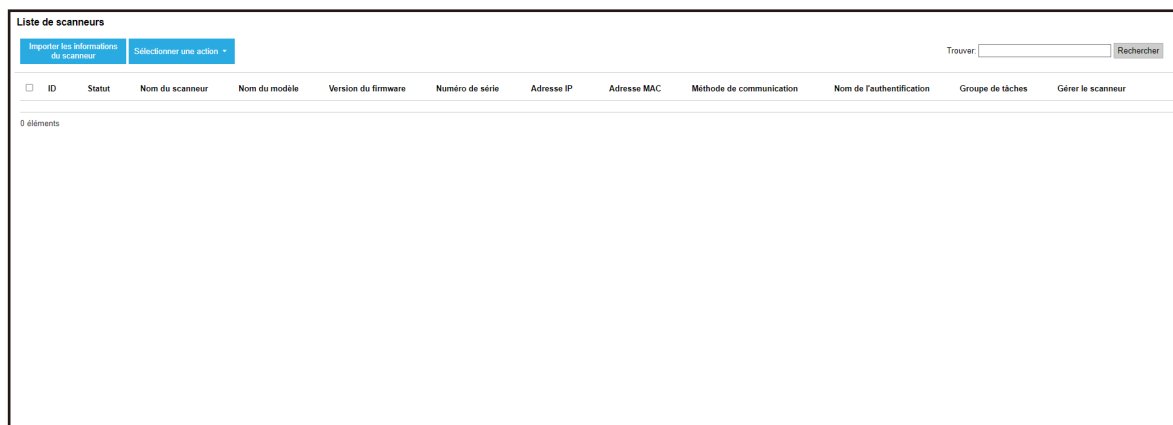 Liste de scanneurs
Importer les informations
du scanneur
Sélectionner une action
Trouver:
Rechercher
ID Statut Nom du scanneur Nom du modèle Version du firmware Numéro de série Adresse IP Adresse MAC Méthode de communication Nom de l'authentification Groupe de tâches Gérer le scanneur
0 éléments